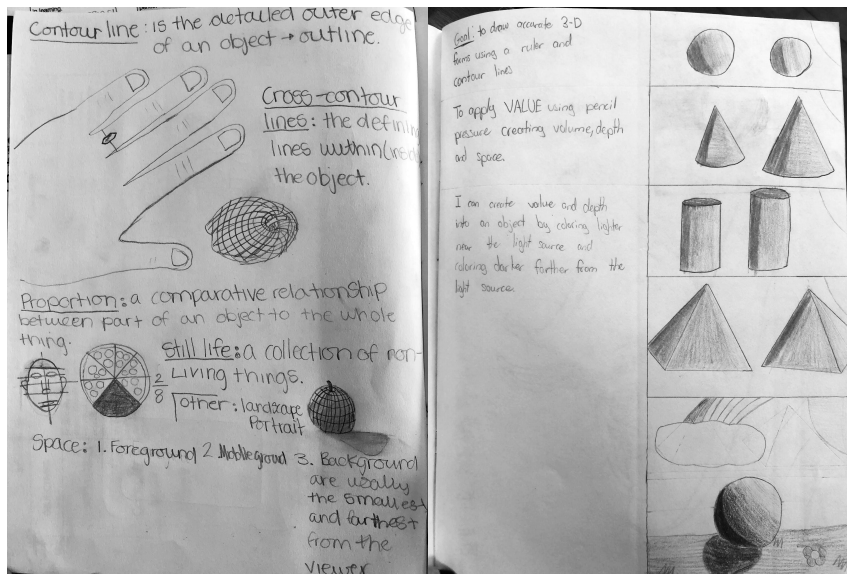 Contour line: is the detailed outer edge
of an object → outline.
Cross-contour
lines: the defin
lines within(insi
the object.
Proportion: a comparative relationship
between part of an object to the whole
thing.
Still life: a collection of non-
Living things.
2
8
other: landscape
Portrait
Space: 1. Foreground 2 Middleground 3. Background
are usally
the smallest
and farthest
from the
viewer
Goal: to draw accurate 3-D
forms using a ruler and
contour lines
To apply VALUE using pencil
pressure creating volume, depth
and space.
I can create value and depth
into an object by coloring lighter
near the light source and
coloring darker farther from the
light source.